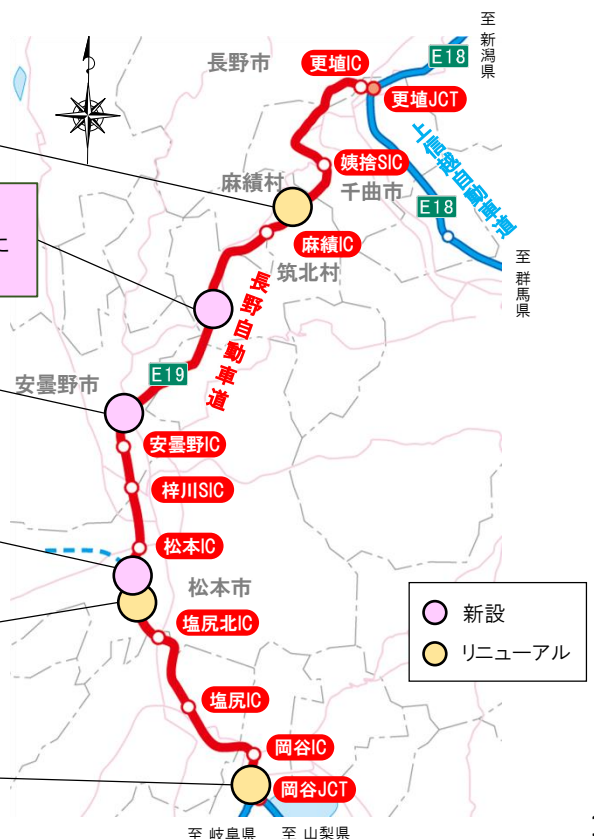 至 新潟県
長野市
更埴IC
E18
更埴JCT
上信越自動車道
姨捨SIC
麻績村
千曲市
E18
麻績IC
至 群馬県
筑北村
長野自動車道
E19
安曇野市
安曇野IC
梓川SIC
松本IC
松本市
新設
塩尻北IC
リニューアル
塩尻IC
岡谷IC
岡谷JCT
至 岐阜県
至 山梨県